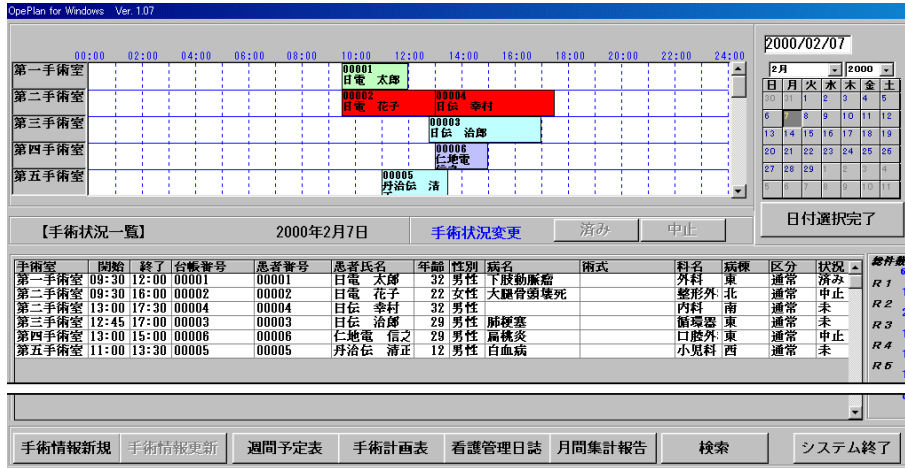 OpePlan for Windows Ver. 1.07
2000/02/07
00:00 02:00 04:00 06:00 08:00 10:00 12:00 14:00 16:00 18:00 20:00 22:00 24:00
2月 2000
日 月 火 水 木 金 土
30 31 1 2 3 4 5
6 7 8 9 10 11 12
13 14 15 16 17 18 19
20 21 22 23 24 25 26
27 28 29 1 2 3 4
5 6 7 8 9 10 11
第一手術室 00001
日電 太郎
第二手術室 00002 00004
日電 花子 日伝 幸村
第三手術室 00003
日伝 治郎
第四手術室 00006
仁地電
第五手術室 00005
丹治伝 清
日付選択完了
【手術状況一覧】 2000年2月7日 手術状況変更 済み 中止
手術室 開始 終了 台帳番号 患者番号 患者氏名 年齢 性別 病名 術式 科名 病棟 区分 状況
第一手術室 09:30 12:00 00001 00001 日電 太郎 32 男性 下肢動脈瘤 外科 東 通常 済み
第二手術室 09:30 16:00 00002 00002 日電 花子 22 女性 大腿骨頸壊死 整形外 北 通常 中止
第二手術室 13:00 17:30 00004 00004 日伝 幸村 32 男性 内科 南 通常 未
第三手術室 12:45 17:00 00003 00003 日伝 治郎 29 男性 肺梗塞 循環器 東 通常 未
第四手術室 13:00 15:00 00006 00006 仁地電 信之 29 男性 扁桃炎 口腔外 東 通常 中止
第五手術室 11:00 13:30 00005 00005 丹治伝 清正 12 男性 白血病 小児科 西 通常 未
総件数
R1
R2
R3
R4
R5
手術情報新規 手術情報更新 週間予定表 手術計画表 看護管理日誌 月間集計報告 検索 システム終了